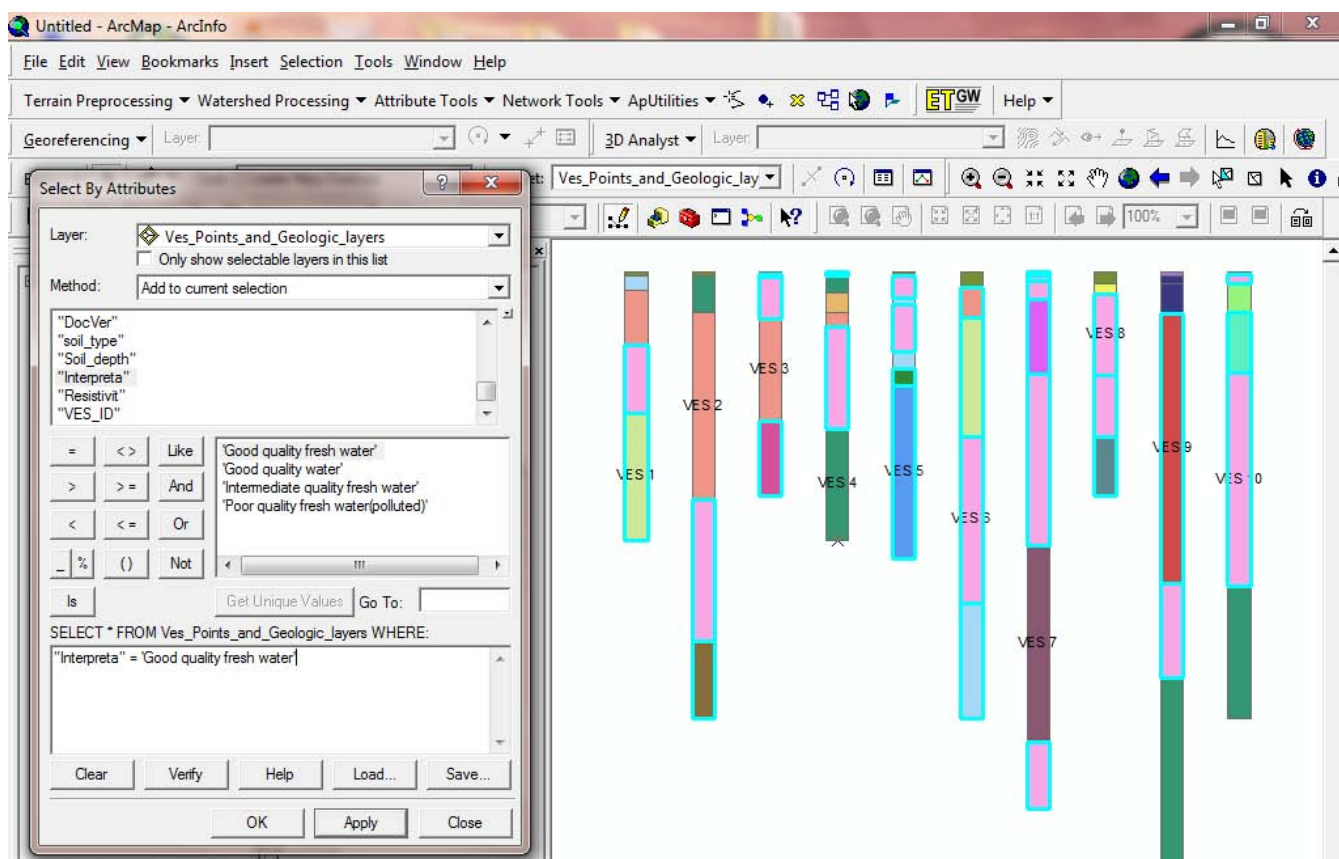 Untitled - ArcMap - ArcInfo
File Edit View Bookmarks Insert Selection Tools Window Help
Terrain Preprocessing Watershed Processing Attribute Tools Network Tools ApUtilities ETGW Help
Georeferencing Layer: 3D Analyst Layer:
Ves_Points_and_Geologic_lay
100%
Select By Attributes
Layer: Ves_Points_and_Geologic_layers
Only show selectable layers in this list
Method: Add to current selection
"DocVer"
"soil_type"
"Soil_depth"
"Interpreta"
"Resistivit"
"VES_ID"
= < > Like
> > = And
< < = Or
_ % () Not
Is
'Good quality fresh water'
'Good quality water'
'Intermediate quality fresh water'
'Poor quality fresh water(polluted)'
Get Unique Values Go To:
SELECT * FROM Ves_Points_and_Geologic_layers WHERE:
"Interpreta" = 'Good quality fresh water'
Clear Verify Help Load... Save...
OK Apply Close
VES 1
VES 2
VES 3
VES 4
VES 5
VES 6
VES 7
VES 8
VES 9
VES 10